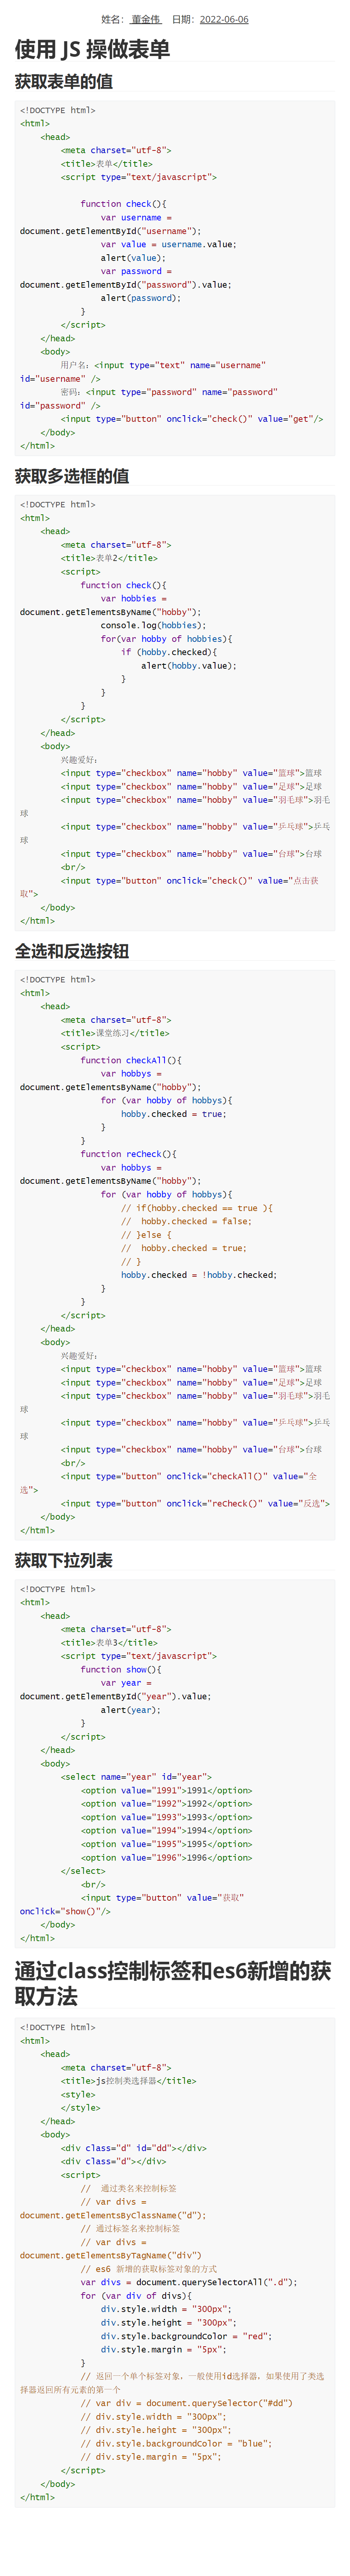 姓名： 董金伟    日期：2022-06-06
使用 JS 操做表单
获取表单的值
<!DOCTYPE html>
<html>
    <head>
        <meta charset="utf-8">
        <title>表单</title>
        <script type="text/javascript">

            function check(){
                var username =
document.getElementById("username");
                var value = username.value;
                alert(value);
                var password =
document.getElementById("password").value;
                alert(password);
            }
        </script>
    </head>
    <body>
        用户名：<input type="text" name="username"
id="username" />
        密码：<input type="password" name="password"
id="password" />
        <input type="button" onclick="check()" value="get"/>
    </body>
</html>
获取多选框的值
<!DOCTYPE html>
<html>
    <head>
        <meta charset="utf-8">
        <title>表单2</title>
        <script>
            function check(){
                var hobbies =
document.getElementsByName("hobby");
                console.log(hobbies);
                for(var hobby of hobbies){
                    if (hobby.checked){
                        alert(hobby.value);
                    }
                }
            }
        </script>
    </head>
    <body>
        兴趣爱好：
        <input type="checkbox" name="hobby" value="篮球">篮球
        <input type="checkbox" name="hobby" value="足球">足球
        <input type="checkbox" name="hobby" value="羽毛球">羽毛
球
        <input type="checkbox" name="hobby" value="乒乓球">乒乓
球
        <input type="checkbox" name="hobby" value="台球">台球
        <br/>
        <input type="button" onclick="check()" value="点击获
取">
    </body>
</html>
全选和反选按钮
<!DOCTYPE html>
<html>
    <head>
        <meta charset="utf-8">
        <title>课堂练习</title>
        <script>
            function checkAll(){
                var hobbys =
document.getElementsByName("hobby");
                for (var hobby of hobbys){
                    hobby.checked = true;
                }
            }
            function reCheck(){
                var hobbys =
document.getElementsByName("hobby");
                for (var hobby of hobbys){
                    // if(hobby.checked == true ){
                    //  hobby.checked = false;
                    // }else {
                    //  hobby.checked = true;
                    // }
                    hobby.checked = !hobby.checked;
                }
            }
        </script>
    </head>
    <body>
        兴趣爱好：
        <input type="checkbox" name="hobby" value="篮球">篮球
        <input type="checkbox" name="hobby" value="足球">足球
        <input type="checkbox" name="hobby" value="羽毛球">羽毛
球
        <input type="checkbox" name="hobby" value="乒乓球">乒乓
球
        <input type="checkbox" name="hobby" value="台球">台球
        <br/>
        <input type="button" onclick="checkAll()" value="全
选">
        <input type="button" onclick="reCheck()" value="反选">
    </body>
</html>
获取下拉列表
<!DOCTYPE html>
<html>
    <head>
        <meta charset="utf-8">
        <title>表单3</title>
        <script type="text/javascript">
            function show(){
                var year =
document.getElementById("year").value;
                alert(year);
            }
        </script>
    </head>
    <body>
        <select name="year" id="year">
            <option value="1991">1991</option>
            <option value="1992">1992</option>
            <option value="1993">1993</option>
            <option value="1994">1994</option>
            <option value="1995">1995</option>
            <option value="1996">1996</option>
        </select>
            <br/>
            <input type="button" value="获取"
onclick="show()"/>
    </body>
</html>
通过class控制标签和es6新增的获
取方法
<!DOCTYPE html>
<html>
    <head>
        <meta charset="utf-8">
        <title>js控制类选择器</title>
        <style>
        </style>
    </head>
    <body>
        <div class="d" id="dd"></div>
        <div class="d"></div>
        <script>
            //  通过类名来控制标签
            // var divs =
document.getElementsByClassName("d");
            // 通过标签名来控制标签
            // var divs =
document.getElementsByTagName("div")
            // es6 新增的获取标签对象的方式
            var divs = document.querySelectorAll(".d");
            for (var div of divs){
                div.style.width = "300px";
                div.style.height = "300px";
                div.style.backgroundColor = "red";
                div.style.margin = "5px";
            }
            // 返回一个单个标签对象，一般使用id选择器，如果使用了类选
择器返回所有元素的第一个
            // var div = document.querySelector("#dd")
            // div.style.width = "300px";
            // div.style.height = "300px";
            // div.style.backgroundColor = "blue";
            // div.style.margin = "5px";
        </script>
    </body>
</html>